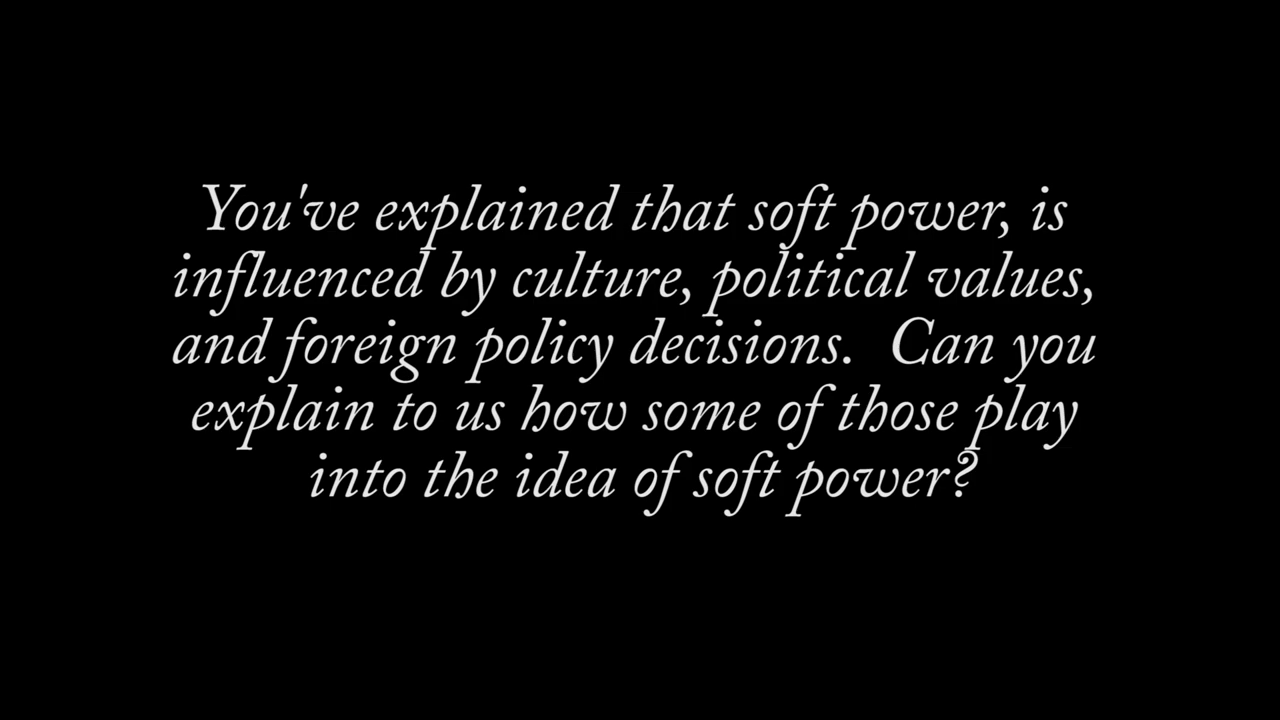 You've explained that soft power, is
influenced by culture, political values,
and foreign policy decisions.  Can you
explain to us how some of those play
into the idea of soft power?